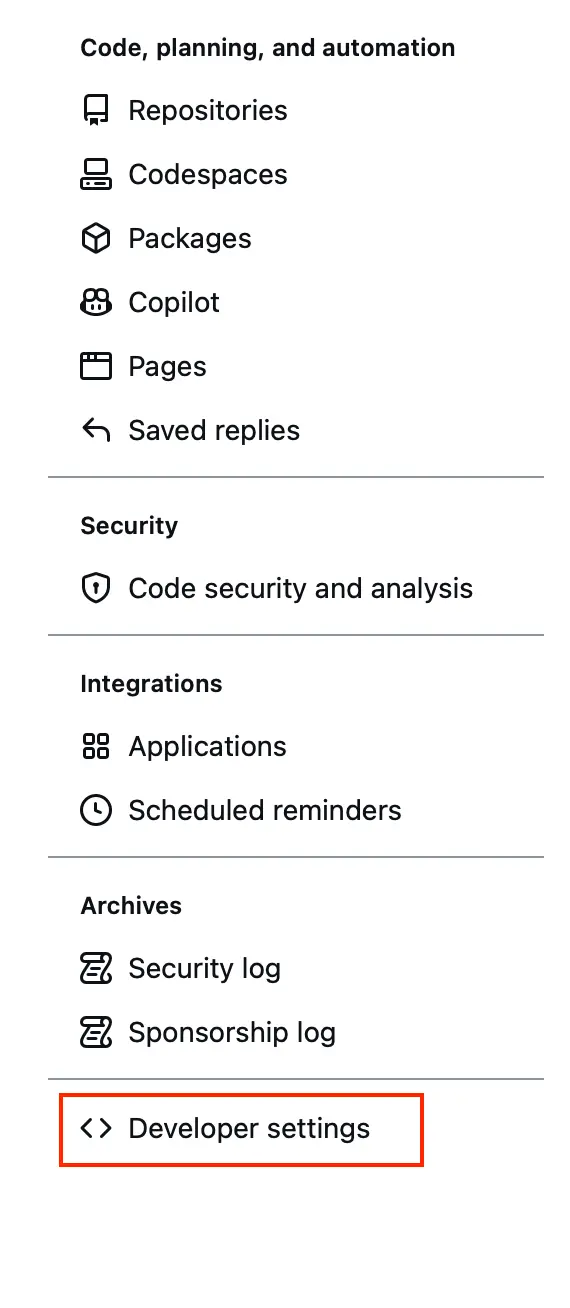 Code, planning, and automation
Repositories
Codespaces
Packages
Copilot
Pages
Saved replies
Security
Code security and analysis
Integrations
Applications
Scheduled reminders
Archives
Security log
Sponsorship log
Developer settings